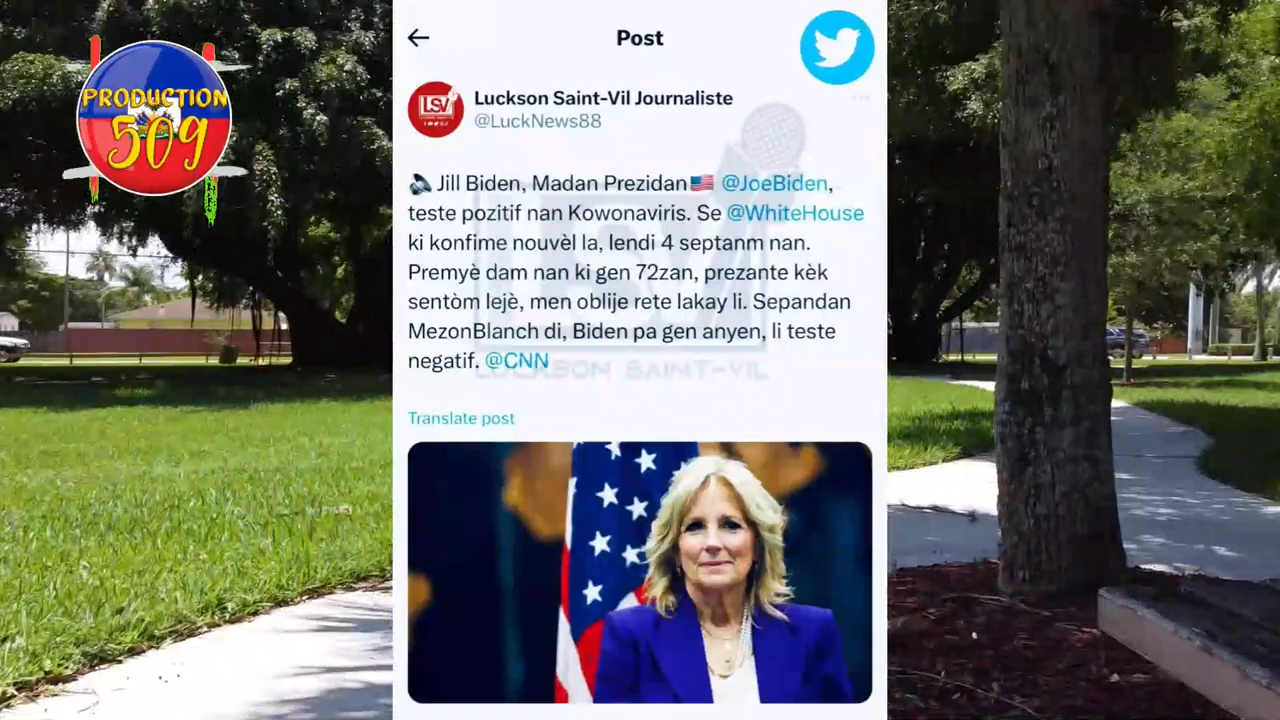 PRODUCTION
509
Post
LSV
Luckson Saint-Vil Journaliste
@LuckNews88
Jill Biden, Madan Prezidan🇺🇸 @JoeBiden,
teste pozitif nan Kowonaviris. Se @WhiteHouse
ki konfime nouvèl la, lendi 4 septanm nan.
Premyè dam nan ki gen 72zan, prezante kèk
sentòm lejè, men oblije rete lakay li. Sepandan
MezonBlanch di, Biden pa gen anyen, li teste
negatif. @CNN
LUCKSON SAINT-VIL
Translate post